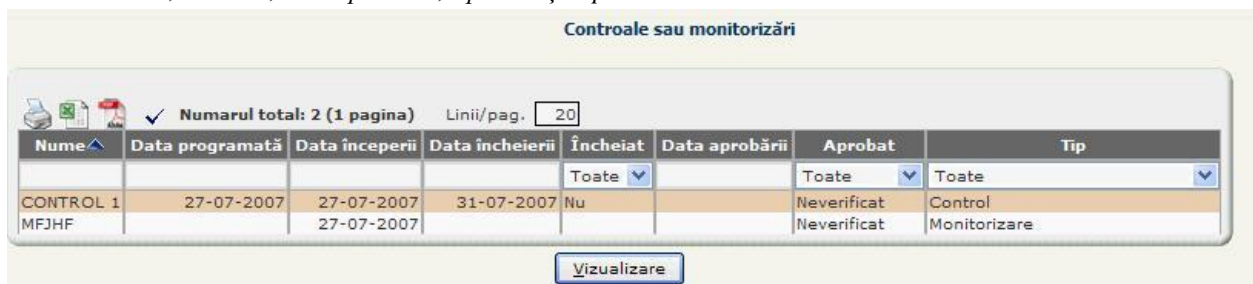 Controale sau monitorizări
Numarul total: 2 (1 pagina) Linii/pag. 20
Nume Data programată Data începerii Data încheierii Încheiat Data aprobării Aprobat Tip
Toate Toate Toate
CONTROL 1 27-07-2007 27-07-2007 31-07-2007 Nu Neverificat Control
MFJHF 27-07-2007 Neverificat Monitorizare
Vizualizare